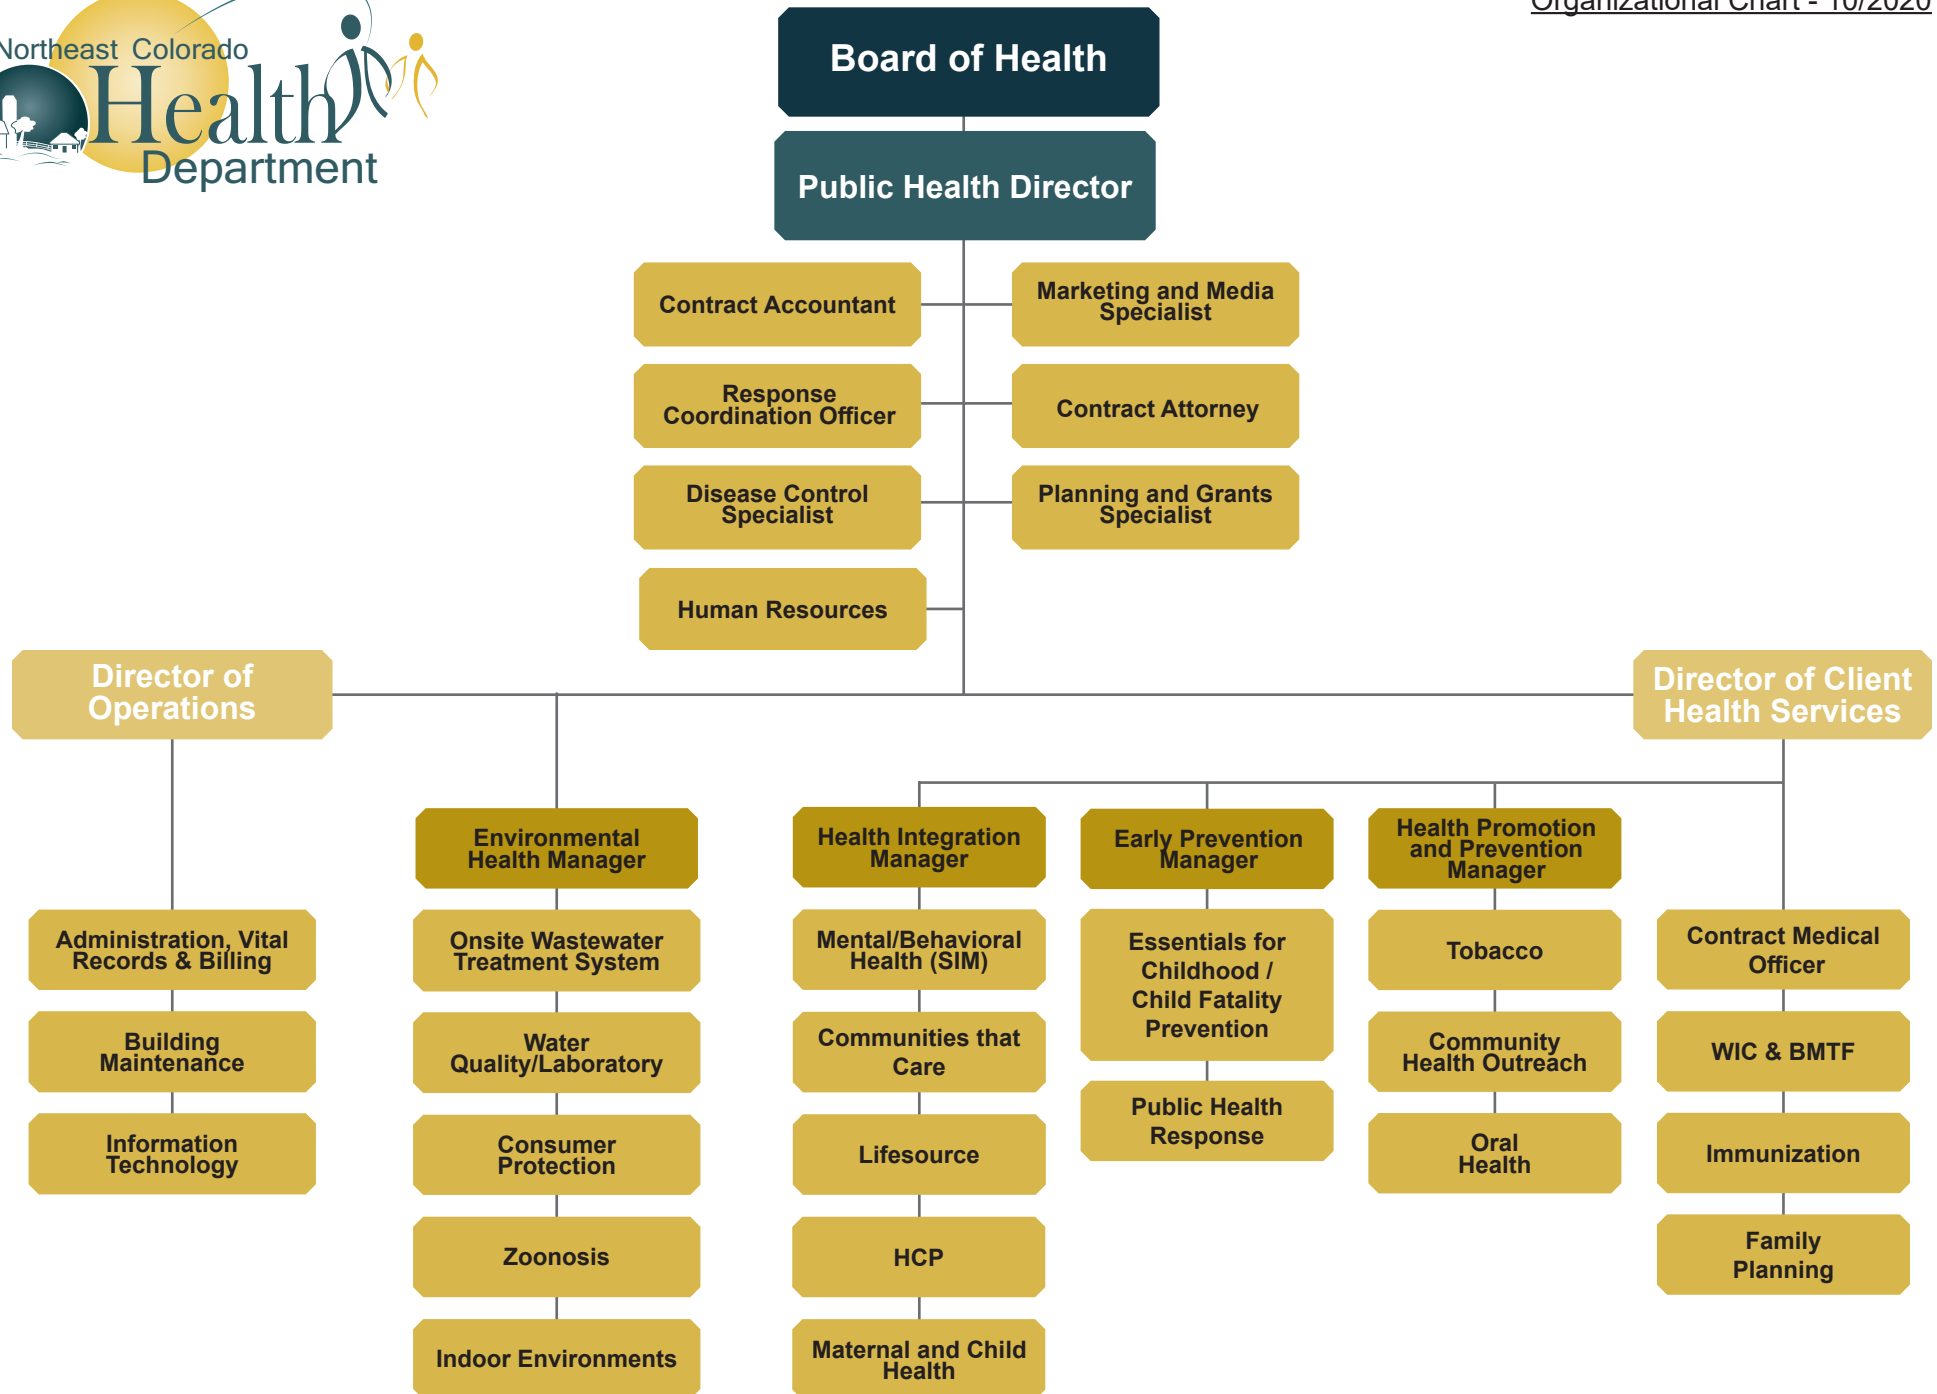 Organizational Chart - 10/2020
Northeast Colorado
Health
Department
Board of Health
Public Health Director
Contract Accountant
Marketing and Media
Specialist
Response
Coordination Officer
Contract Attorney
Disease Control
Specialist
Planning and Grants
Specialist
Human Resources
Director of
Operations
Director of Client
Health Services
Environmental
Health Manager
Health Integration
Manager
Early Prevention
Manager
Health Promotion
and Prevention
Manager
Administration, Vital
Records & Billing
Building
Maintenance
Information
Technology
Onsite Wastewater
Treatment System
Water
Quality/Laboratory
Consumer
Protection
Zoonosis
Indoor Environments
Mental/Behavioral
Health (SIM)
Communities that
Care
Lifesource
HCP
Maternal and Child
Health
Essentials for
Childhood /
Child Fatality
Prevention
Public Health
Response
Tobacco
Community
Health Outreach
Oral
Health
Contract Medical
Officer
WIC & BMTF
Immunization
Family
Planning